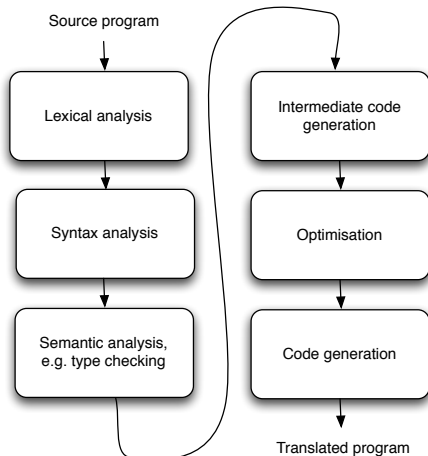 Source program
Lexical analysis
Syntax analysis
Semantic analysis,
e.g. type checking
Intermediate code
generation
Optimisation
Code generation
Translated program